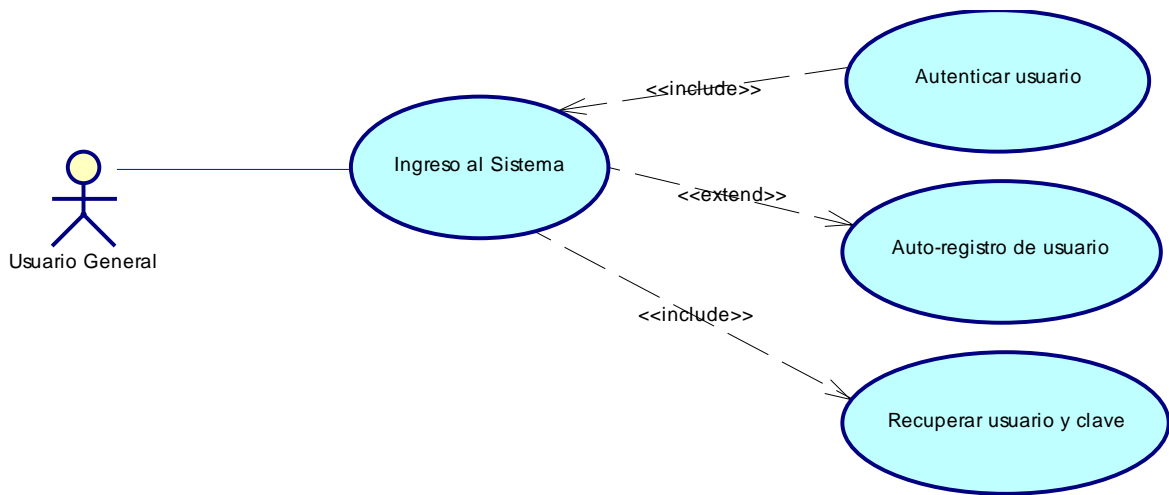 Autenticar usuario
<<include>>
Ingreso al Sistema
<<extend>>
Auto-registro de usuario
Usuario General
<<include>>
Recuperar usuario y clave